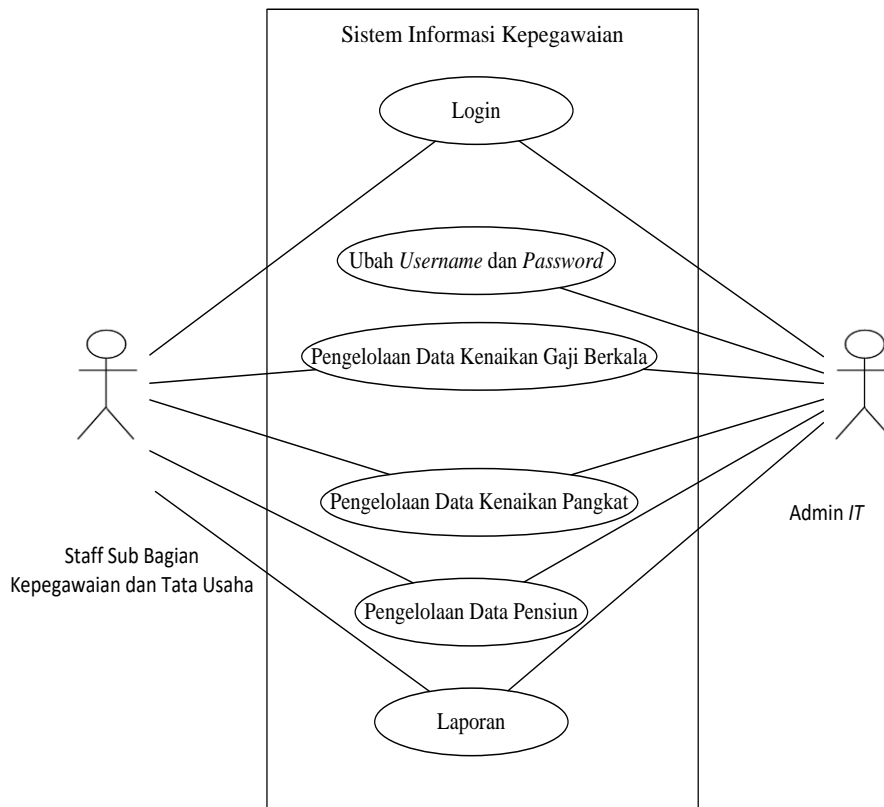 Sistem Informasi Kepegawaian
Login
Ubah Username dan Password
Pengelolaan Data Kenaikan Gaji Berkala
Pengelolaan Data Kenaikan Pangkat
Admin IT
Staff Sub Bagian
Kepegawaian dan Tata Usaha
Pengelolaan Data Pensiun
Laporan